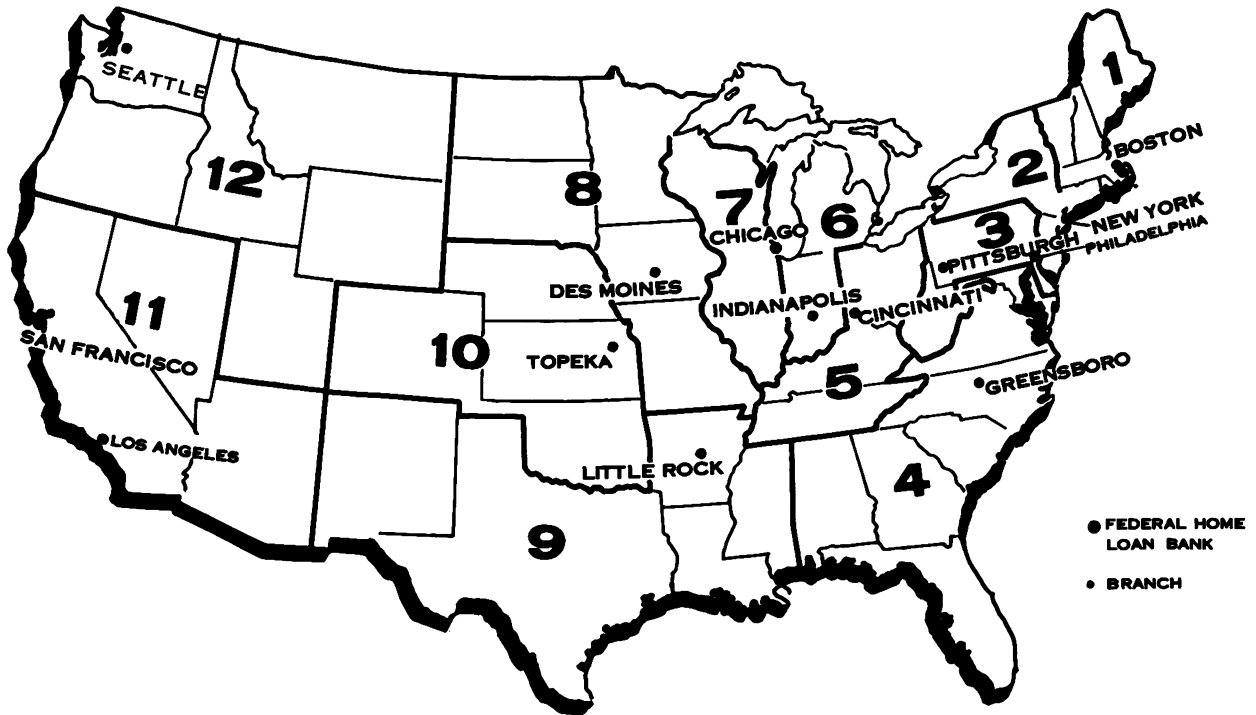 1
SEATTLE
BOSTON
12
2
8
7
6
NEW YORK
CHICAGO
3
PITTSBURGH
PHILADELPHIA
DES MOINES
INDIANAPOLIS
CINCINNATI
11
SAN FRANCISCO
10
TOPEKA
5
GREENSBORO
LOS ANGELES
LITTLE ROCK
4
9
FEDERAL HOME
LOAN BANK
BRANCH